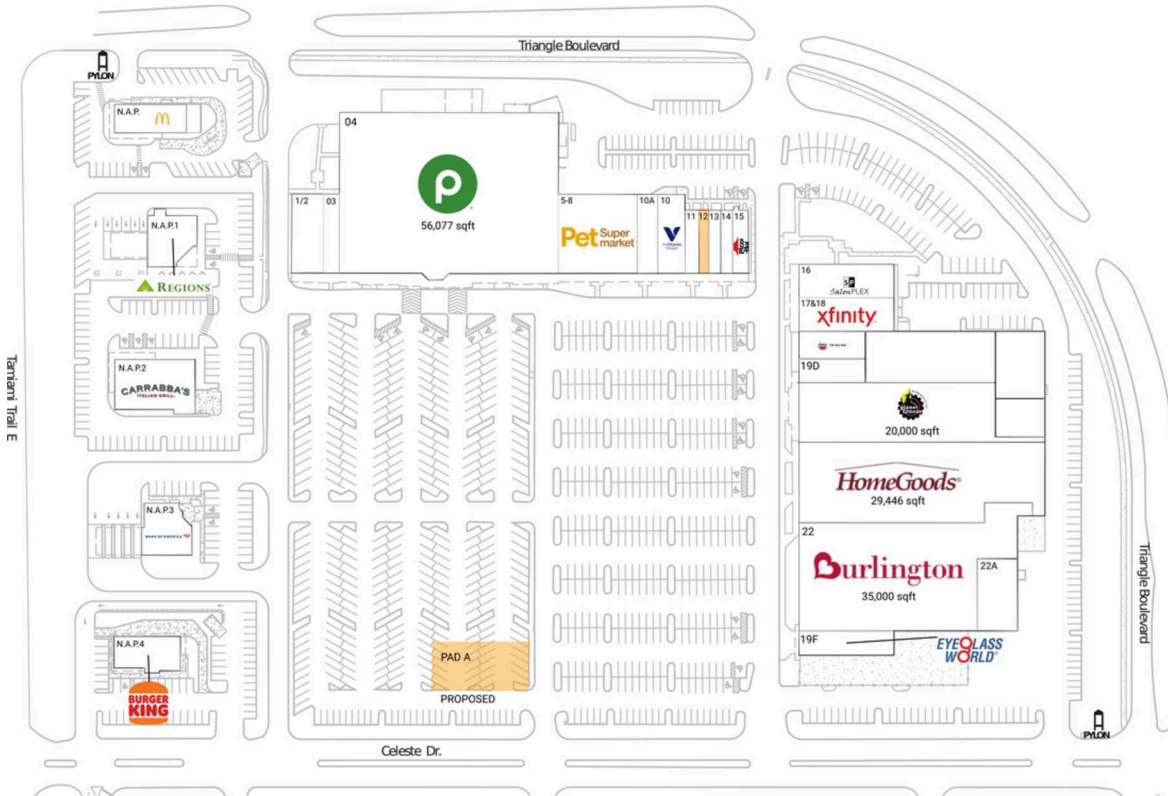 Triangle Boulevard
PYLON
N.A.P.
04
56,077 sqft
1/2
03
5-8
Pet Super
market
10A
10
11
12
13
14
15
N.A.P.1
REGIONS
16
SalonPLEX
17&18
xfinity
19D
N.A.P.2
CARRABBA'S
ITALIAN GRILL
20,000 sqft
HomeGoods
29,446 sqft
Tamiami Trail E
N.A.P.3
BANK OF AMERICA
22
Burlington
35,000 sqft
22A
Triangle Boulevard
N.A.P.4
BURGER
KING
PAD A
PROPOSED
19F
EYEGLASS
WORLD
PYLON
Celeste Dr.